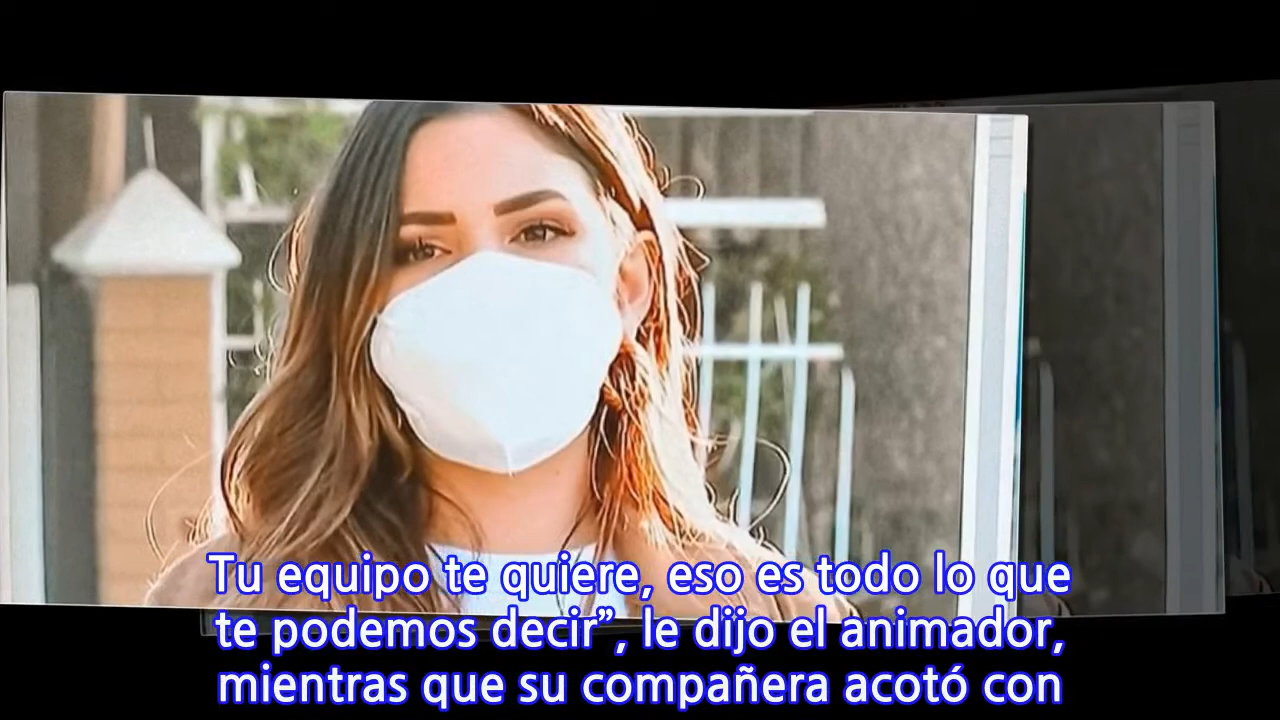 Tu equipo te quiere, eso es todo lo que
te podemos decir”, le dijo el animador,
mientras que su compañera acotó con